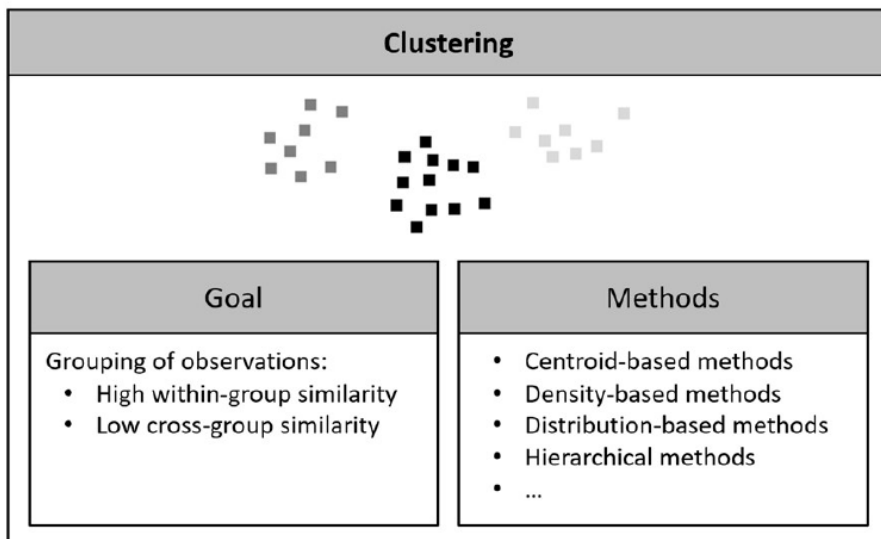 Clustering
Goal
Grouping of observations:
• High within-group similarity
• Low cross-group similarity
Methods
• Centroid-based methods
• Density-based methods
• Distribution-based methods
• Hierarchical methods
• ...